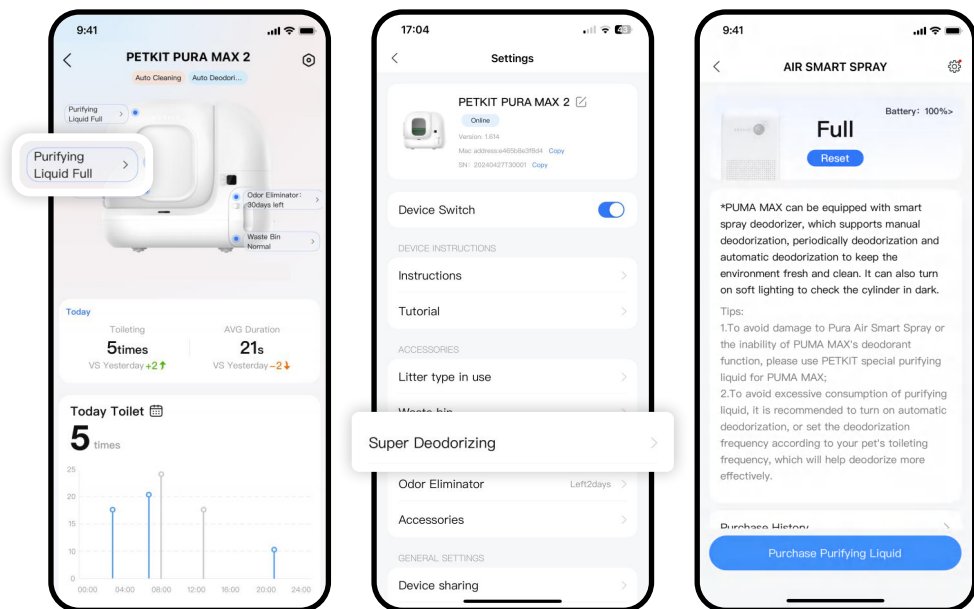 9:41
PETKIT PURA MAX 2
Auto Cleaning
Auto Deodori...
Purifying
Liquid Full
Purifying
Liquid Full
Odor Eliminator:
30days left
Waste Bin
Normal
Today
Toileting
AVG Duration
5times
21s
VS Yesterday +2
VS Yesterday -2
Today Toilet
5 times
25
20
15
10
0
00:00 04:00 08:00 12:00 16:00 20:00 24:00
17:04
Settings
PETKIT PURA MAX 2
Online
Version: 1.614
Mac address:e465b8e3f8d4 Copy
SN: 20240427T30001 Copy
Device Switch
DEVICE INSTRUCTIONS
Instructions
Tutorial
ACCESSORIES
Litter type in use
Waste bin
Super Deodorizing
Odor Eliminator Left2days
Accessories
GENERAL SETTINGS
Device sharing
9:41
AIR SMART SPRAY
Battery: 100%>
Full
Reset
*PUMA MAX can be equipped with smart
spray deodorizer, which supports manual
deodorization, periodically deodorization and
automatic deodorization to keep the
environment fresh and clean. It can also turn
on soft lighting to check the cylinder in dark.
Tips:
1.To avoid damage to Pura Air Smart Spray or
the inability of PUMA MAX's deodorant
function, please use PETKIT special purifying
liquid for PUMA MAX;
2.To avoid excessive consumption of purifying
liquid, it is recommended to turn on automatic
deodorization, or set the deodorization
frequency according to your pet's toileting
frequency, which will help deodorize more
effectively.
Purchase History
Purchase Purifying Liquid